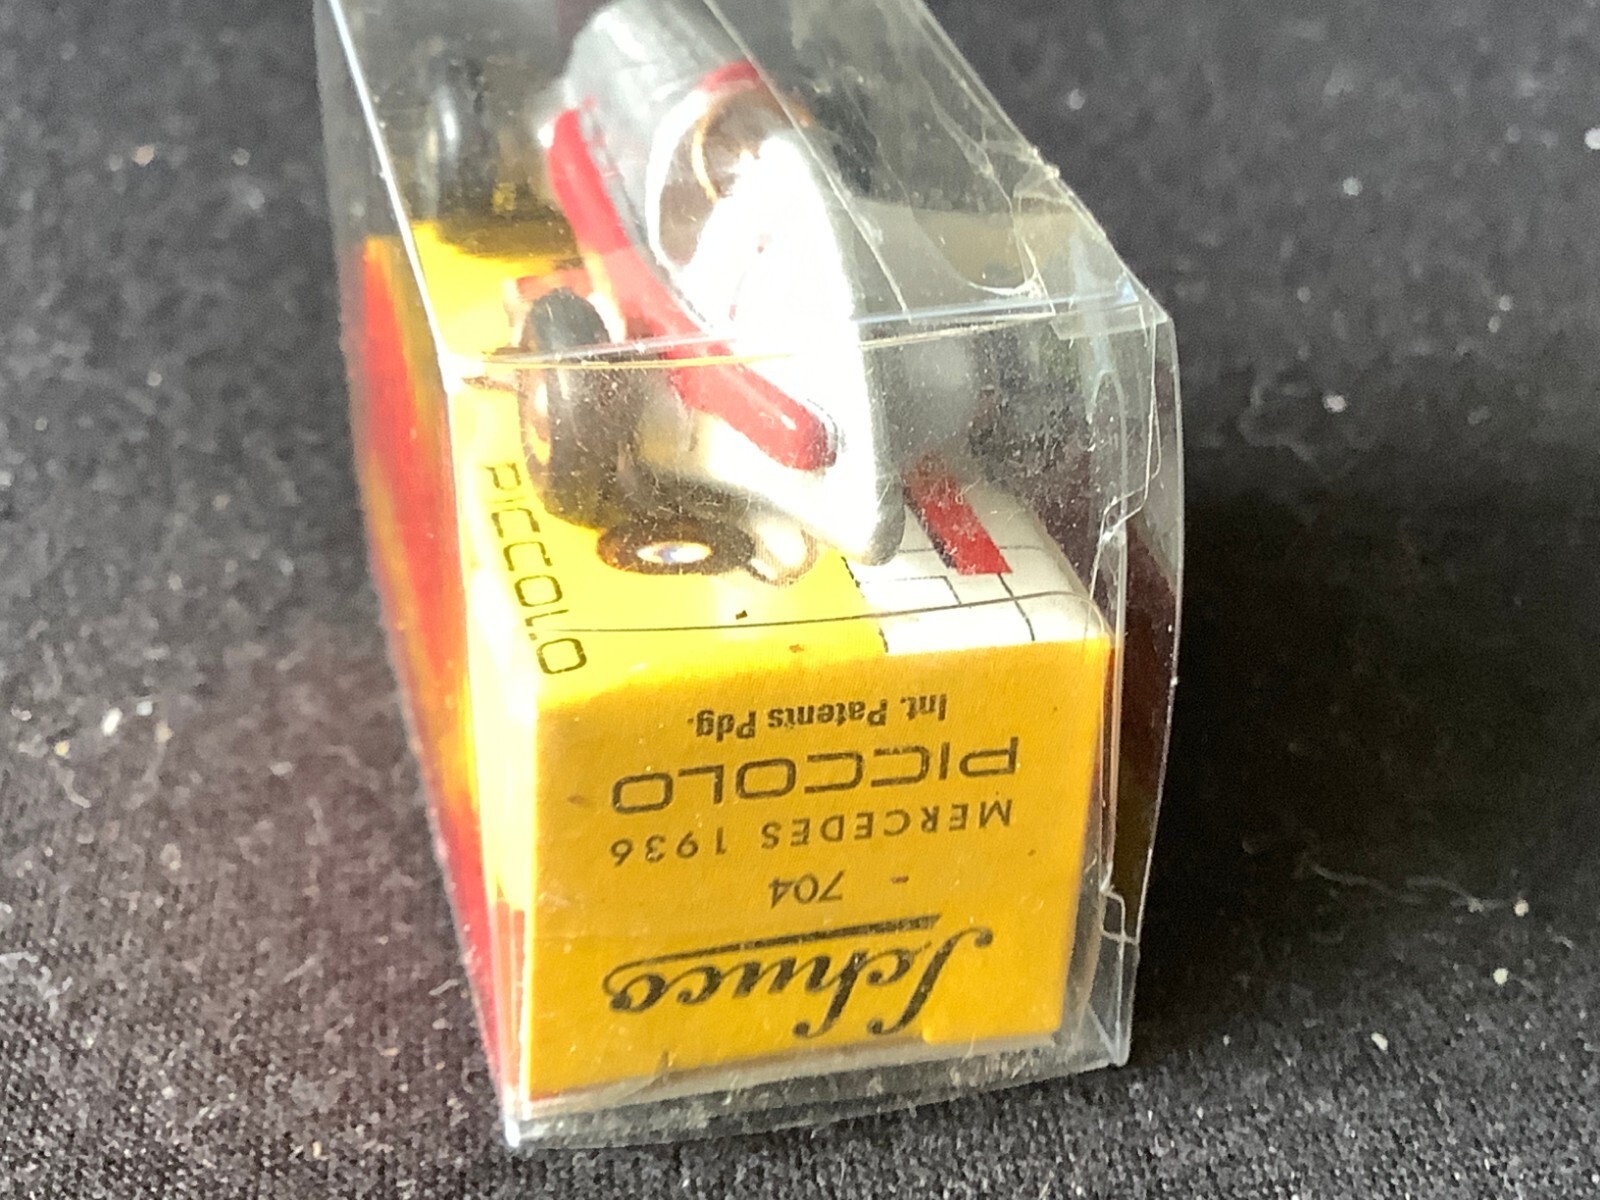 Schuco
704 -
MERCEDES 1936
PICCOLO
Int. Patents Pdg.
PICCOLO